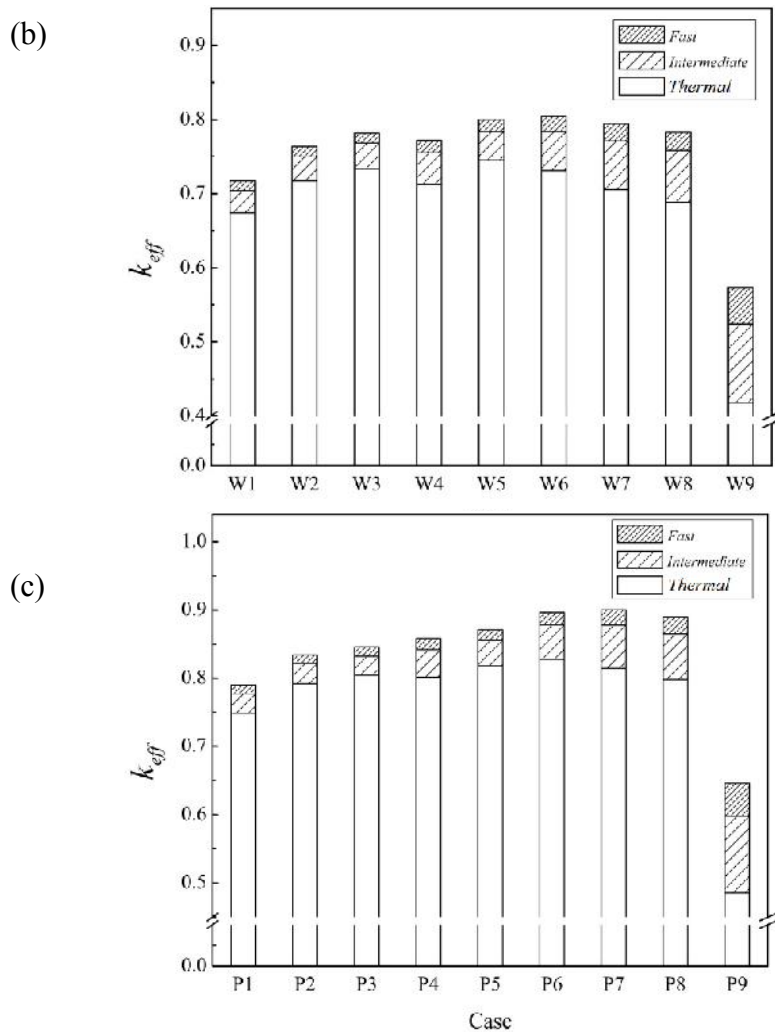 (b)
0.9
0.8
0.7
0.6
0.5
0.4
0.0
k_eff
Fast
Intermediate
Thermal
W1 W2 W3 W4 W5 W6 W7 W8 W9
(c)
1.0
0.9
0.8
0.7
0.6
0.5
0.0
k_eff
Fast
Intermediate
Thermal
P1 P2 P3 P4 P5 P6 P7 P8 P9
Case